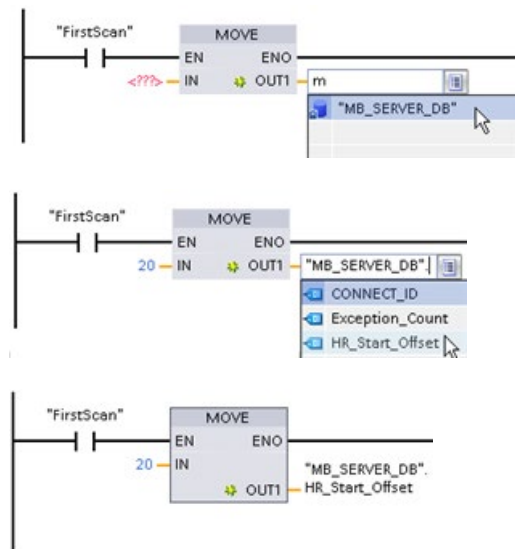 "FirstScan"
MOVE
EN ENO
<???> IN OUT1 m
"MB_SERVER_DB"
"FirstScan"
MOVE
EN ENO
20 IN OUT1 "MB_SERVER_DB".
CONNECT_ID
Exception_Count
HR_Start_Offset
"FirstScan"
MOVE
EN ENO
20 IN
"MB_SERVER_DB".
OUT1 HR_Start_Offset